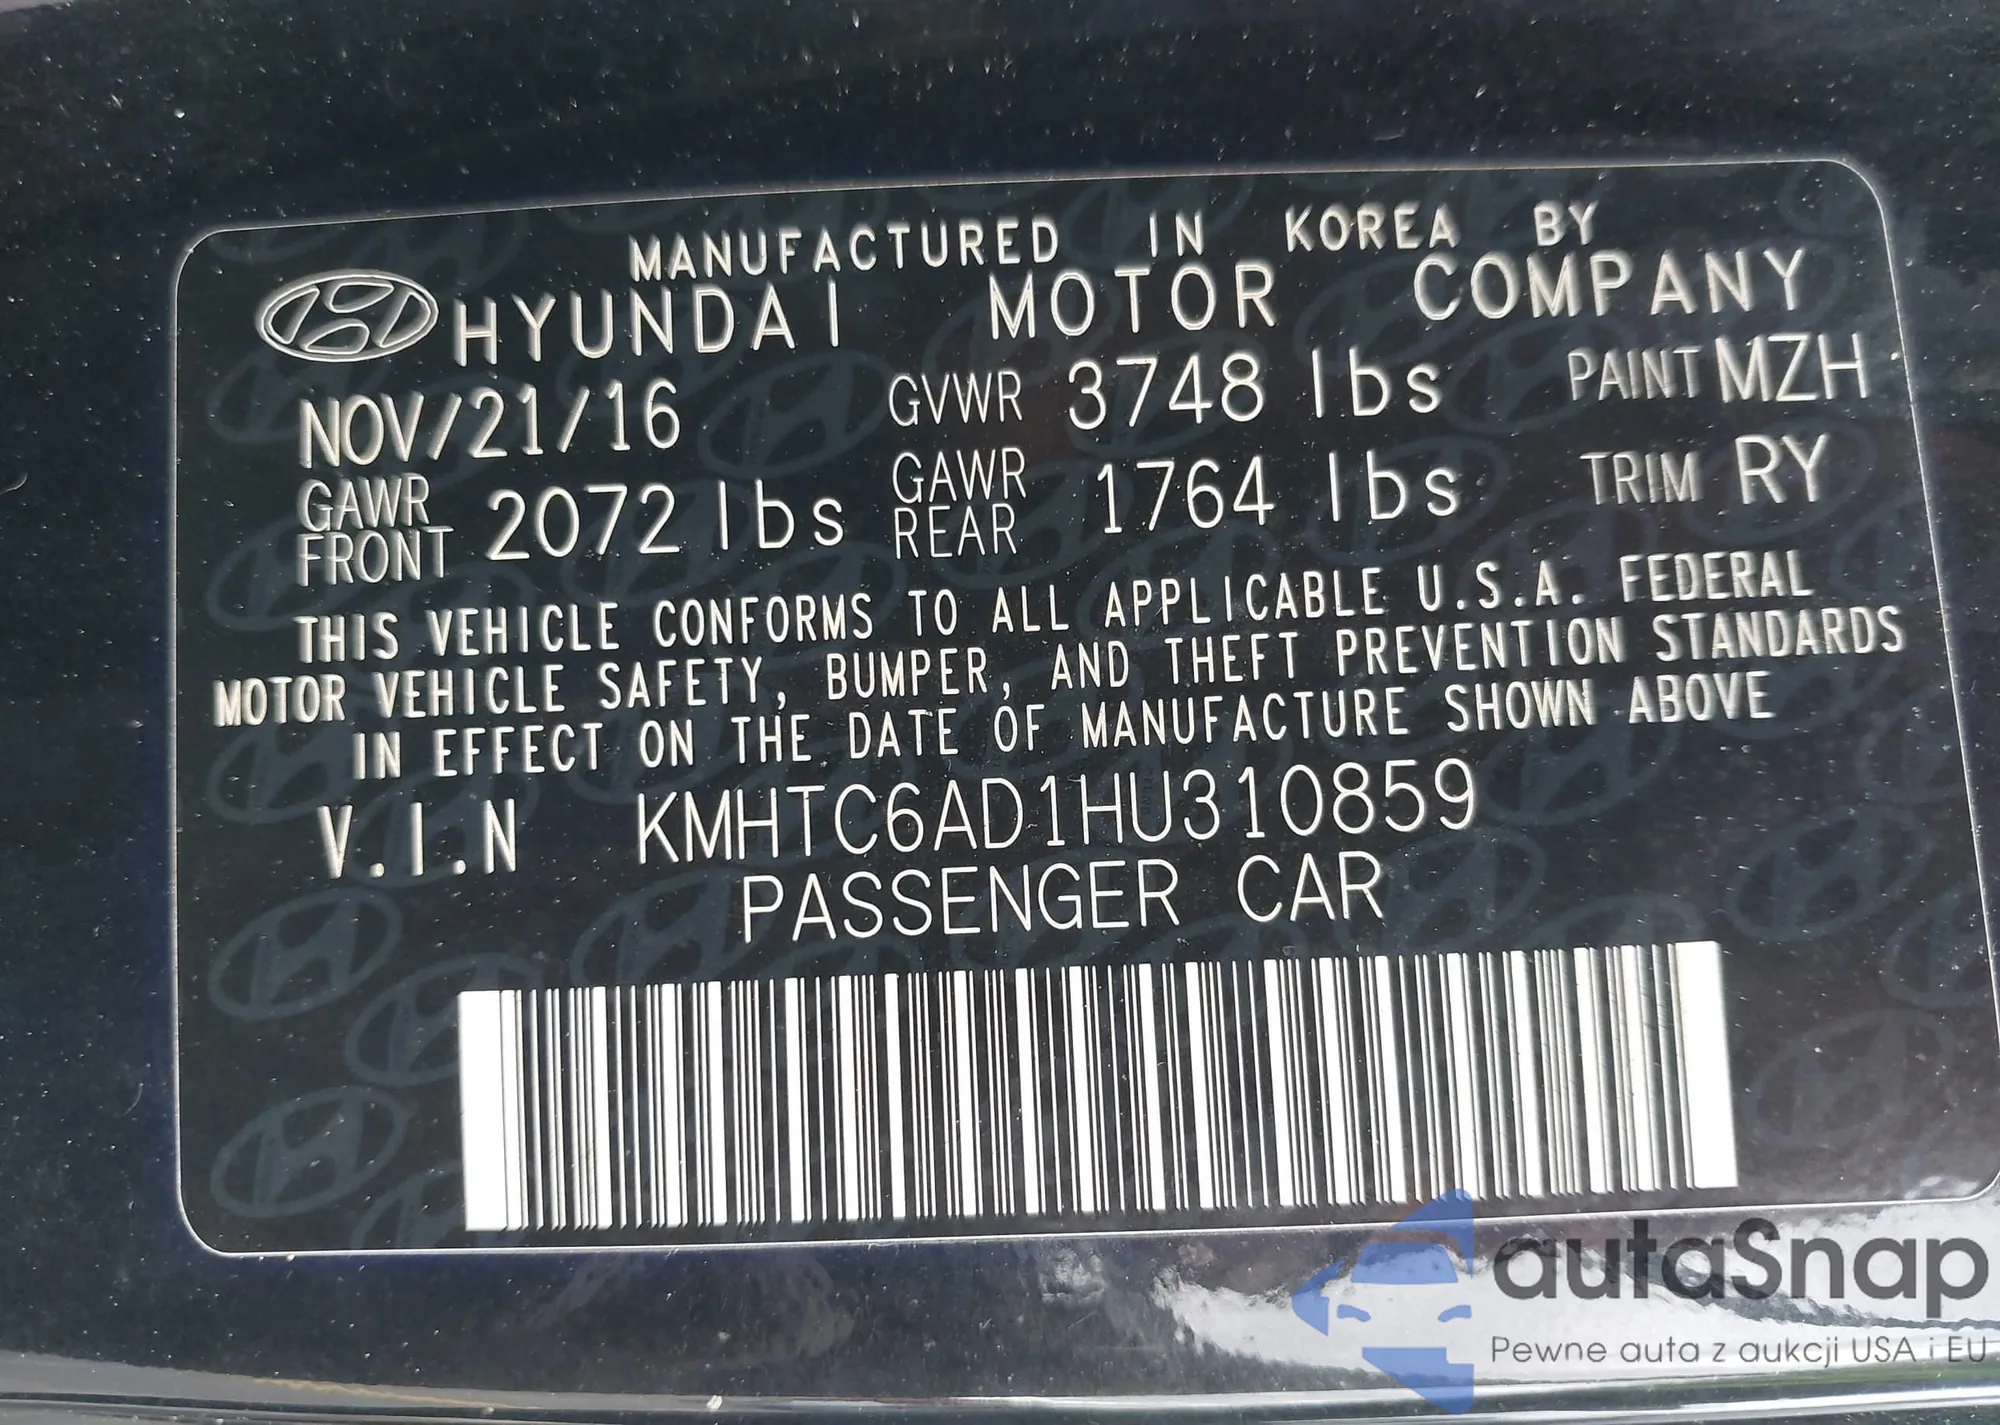 MANUFACTURED IN KOREA BY
HYUNDAI MOTOR COMPANY
NOV/21/16 GVWR 3748 lbs PAINT MZH
GAWR FRONT 2072 lbs GAWR REAR 1764 lbs TRIM RY
THIS VEHICLE CONFORMS TO ALL APPLICABLE U.S.A. FEDERAL
MOTOR VEHICLE SAFETY, BUMPER, AND THEFT PREVENTION STANDARDS
IN EFFECT ON THE DATE OF MANUFACTURE SHOWN ABOVE
V.I.N KMHTC6AD1HU310859
PASSENGER CAR
autaSnap
Pewne auta z aukcji USA i EU